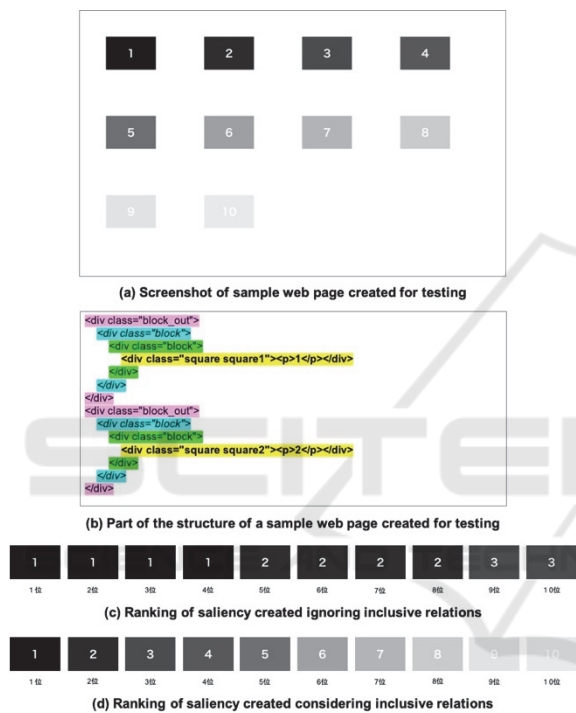 1 2 3 4
5 6 7 8
9 10
(a) Screenshot of sample web page created for testing
<div class="block_out">
<div class="block">
<div class="block">
<div class="square square1"><p>1</p></div>
</div>
</div>
</div>
<div class="block_out">
<div class="block">
<div class="block">
<div class="square square2"><p>2</p></div>
</div>
</div>
</div>
(b) Part of the structure of a sample web page created for testing
1 1 1 1 2 2 2 2 3 3
1位 2位 3位 4位 5位 6位 7位 8位 9位 10位
(c) Ranking of saliency created ignoring inclusive relations
1 2 3 4 5 6 7 8 9 10
1位 2位 3位 4位 5位 6位 7位 8位 9位 10位
(d) Ranking of saliency created considering inclusive relations